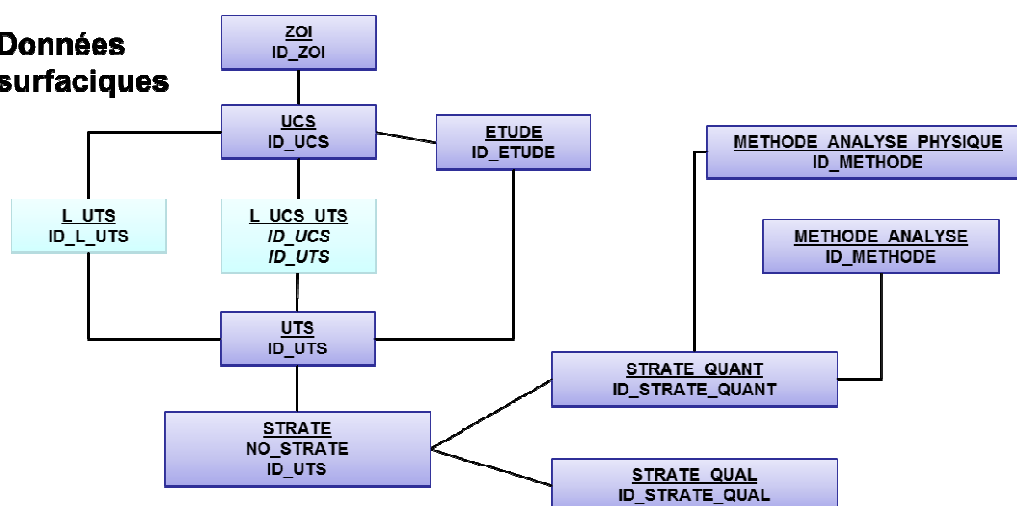 Données
surfaciques
ZOI
ID_ZOI
UCS
ID_UCS
ETUDE
ID_ETUDE
METHODE_ANALYSE_PHYSIQUE
ID_METHODE
L_UTS
ID_L_UTS
L_UCS_UTS
ID_UCS
ID_UTS
METHODE_ANALYSE
ID_METHODE
UTS
ID_UTS
STRATE_QUANT
ID_STRATE_QUANT
STRATE
NO_STRATE
ID_UTS
STRATE_QUAL
ID_STRATE_QUAL